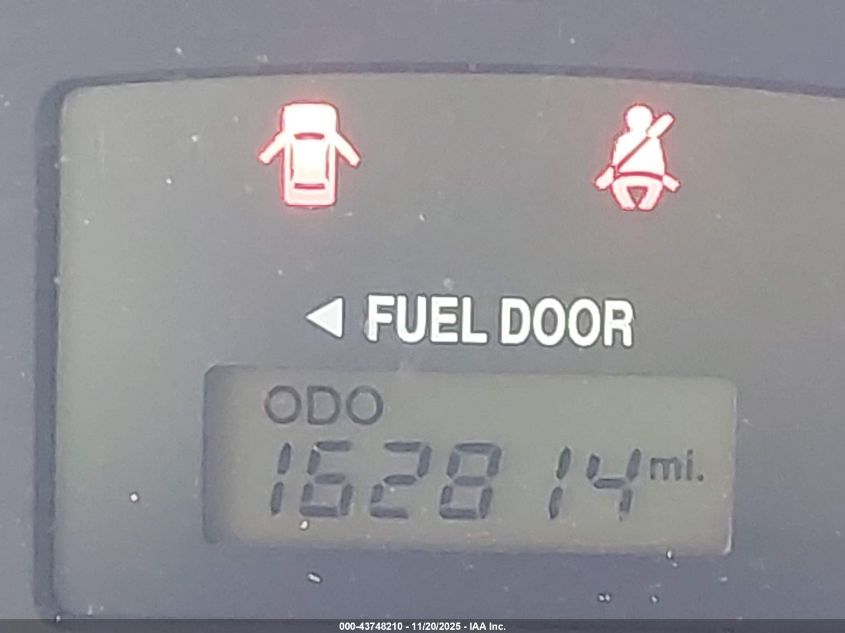 ◄ FUEL DOOR
ODO
162814 mi.
000-43748210 - 11/20/2025 - IAA Inc.